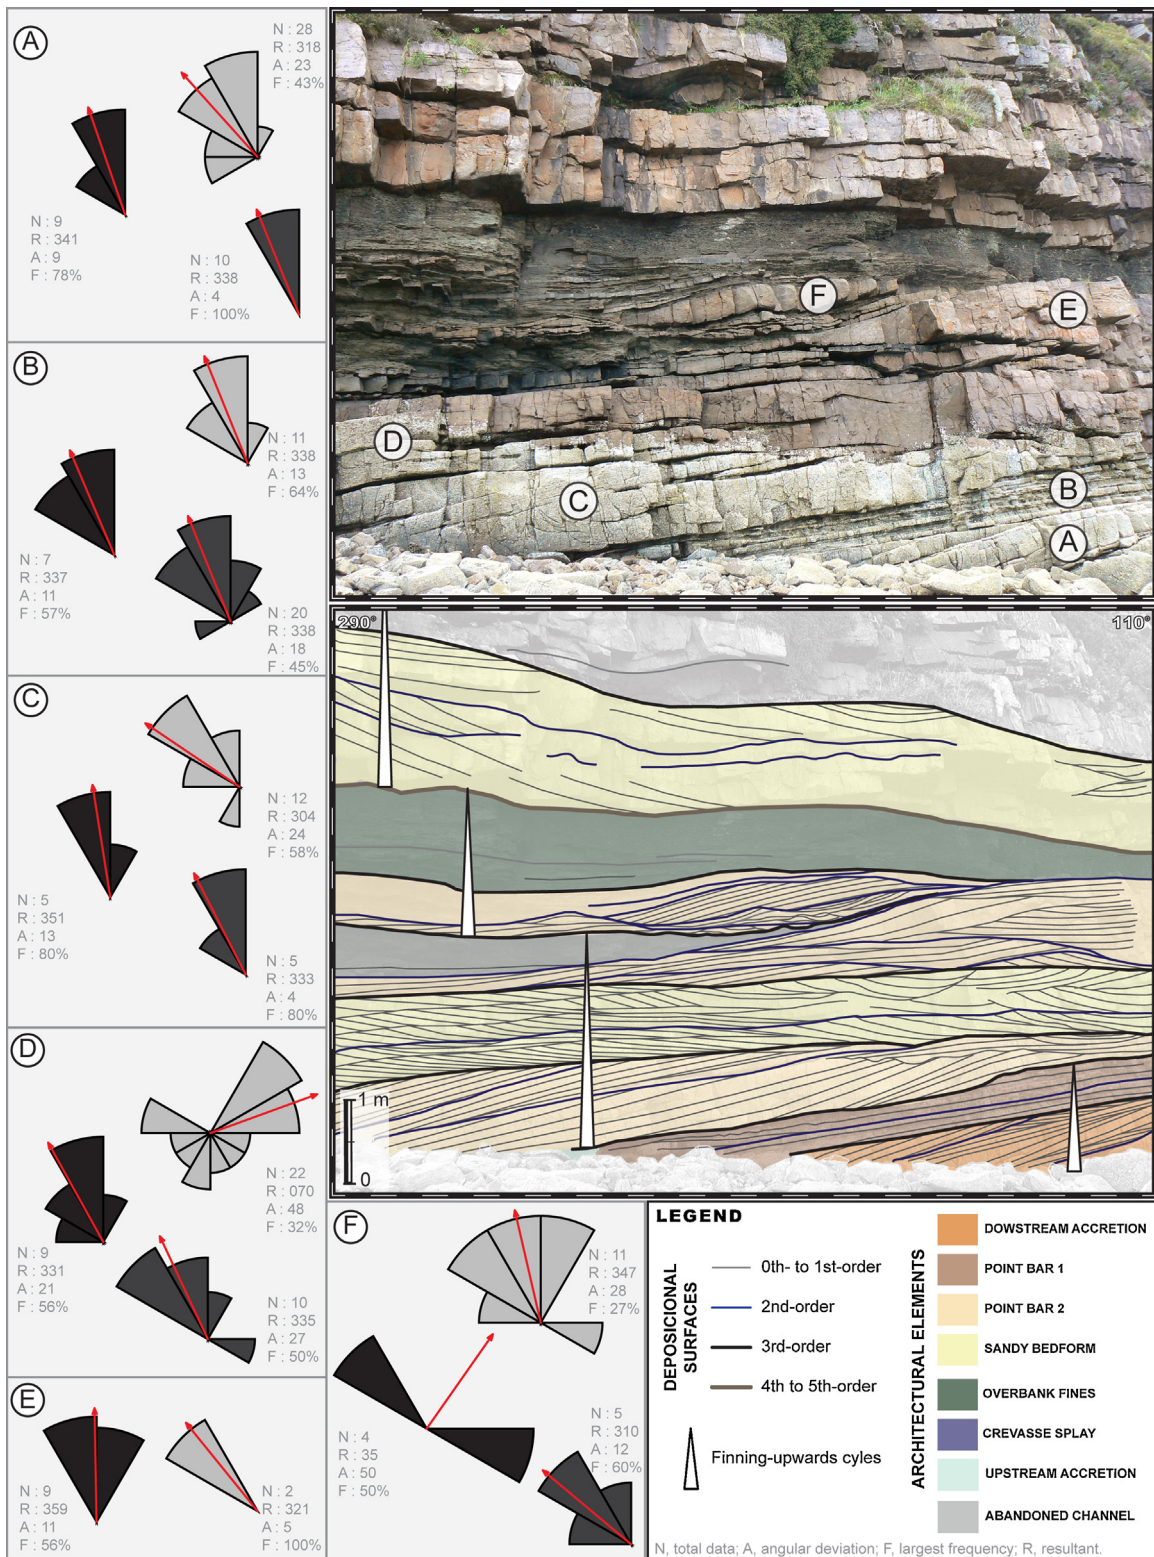 A
N : 28
R : 318
A : 23
F : 43%
N : 9
R : 341
A : 9
F : 78%
N : 10
R : 338
A : 4
F : 100%
B
N : 11
R : 338
A : 13
F : 64%
N : 7
R : 337
A : 11
F : 57%
N : 20
R : 338
A : 18
F : 45%
C
N : 12
R : 304
A : 24
F : 58%
N : 5
R : 351
A : 13
F : 80%
N : 5
R : 333
A : 4
F : 80%
D
N : 22
R : 070
A : 48
F : 32%
N : 9
R : 331
A : 21
F : 56%
N : 10
R : 335
A : 27
F : 50%
E
N : 9
R : 359
A : 11
F : 56%
N : 2
R : 321
A : 5
F : 100%
F
N : 11
R : 347
A : 28
F : 27%
N : 4
R : 35
A : 50
F : 50%
N : 5
R : 310
A : 12
F : 60%
F
E
D
C
B
A
290°
110°
1 m
0
LEGEND
DEPOSICIONAL
SURFACES
0th- to 1st-order
2nd-order
3rd-order
4th to 5th-order
Finning-upwards cyles
ARCHITECTURAL ELEMENTS
DOWSTREAM ACCRETION
POINT BAR 1
POINT BAR 2
SANDY BEDFORM
OVERBANK FINES
CREVASSE SPLAY
UPSTREAM ACCRETION
ABANDONED CHANNEL
N, total data; A, angular deviation; F, largest frequency; R, resultant.